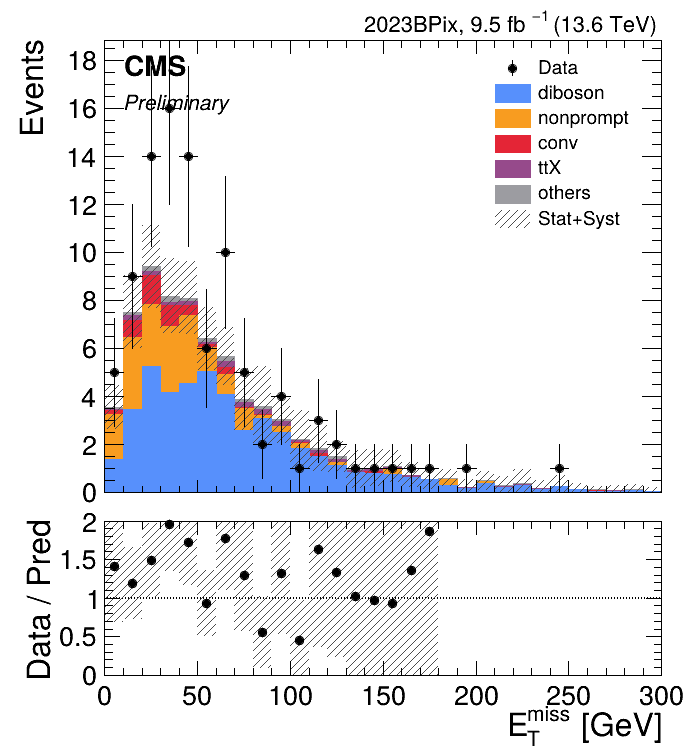 2023BPix, 9.5 fb ⁻¹ (13.6 TeV)
Events
CMS
Preliminary
Data
diboson
nonprompt
conv
ttX
others
Stat+Syst
18
16
14
12
10
8
6
4
2
0
Data / Pred
2
1.5
1
0.5
0
0 50 100 150 200 250 300
E_T^miss [GeV]